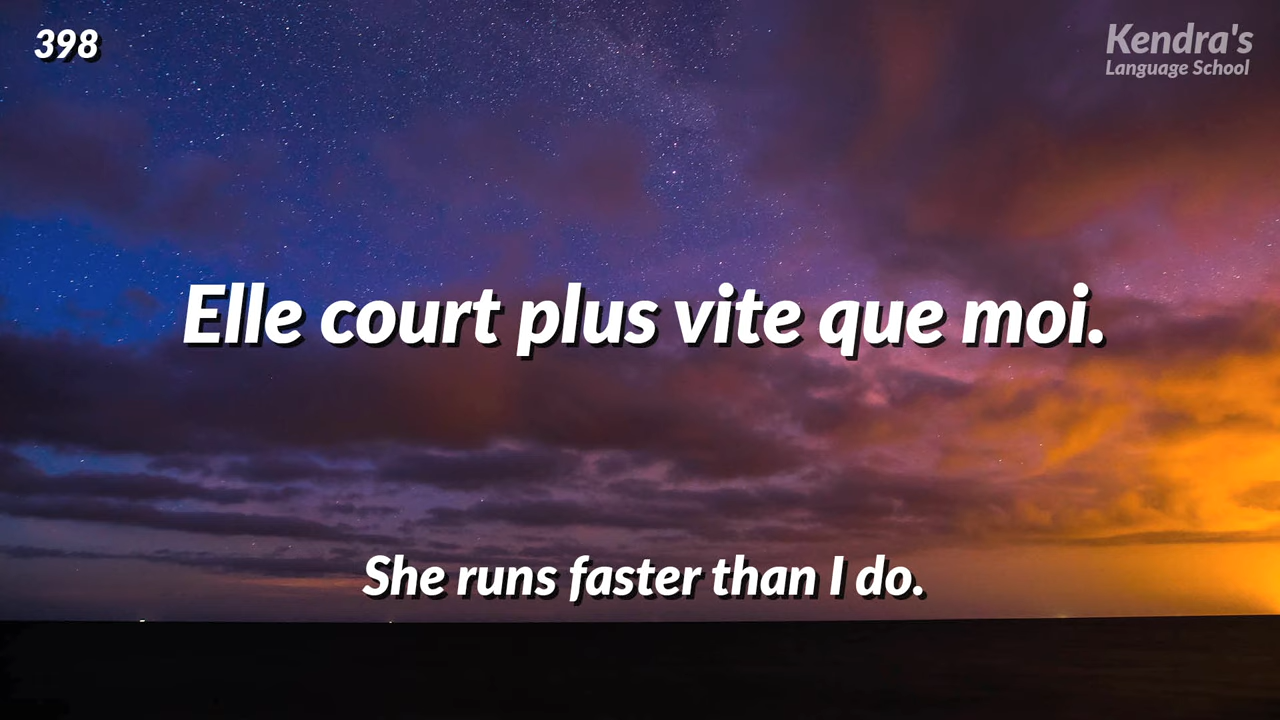 398
Kendra's
Language School
Elle court plus vite que moi.
She runs faster than I do.